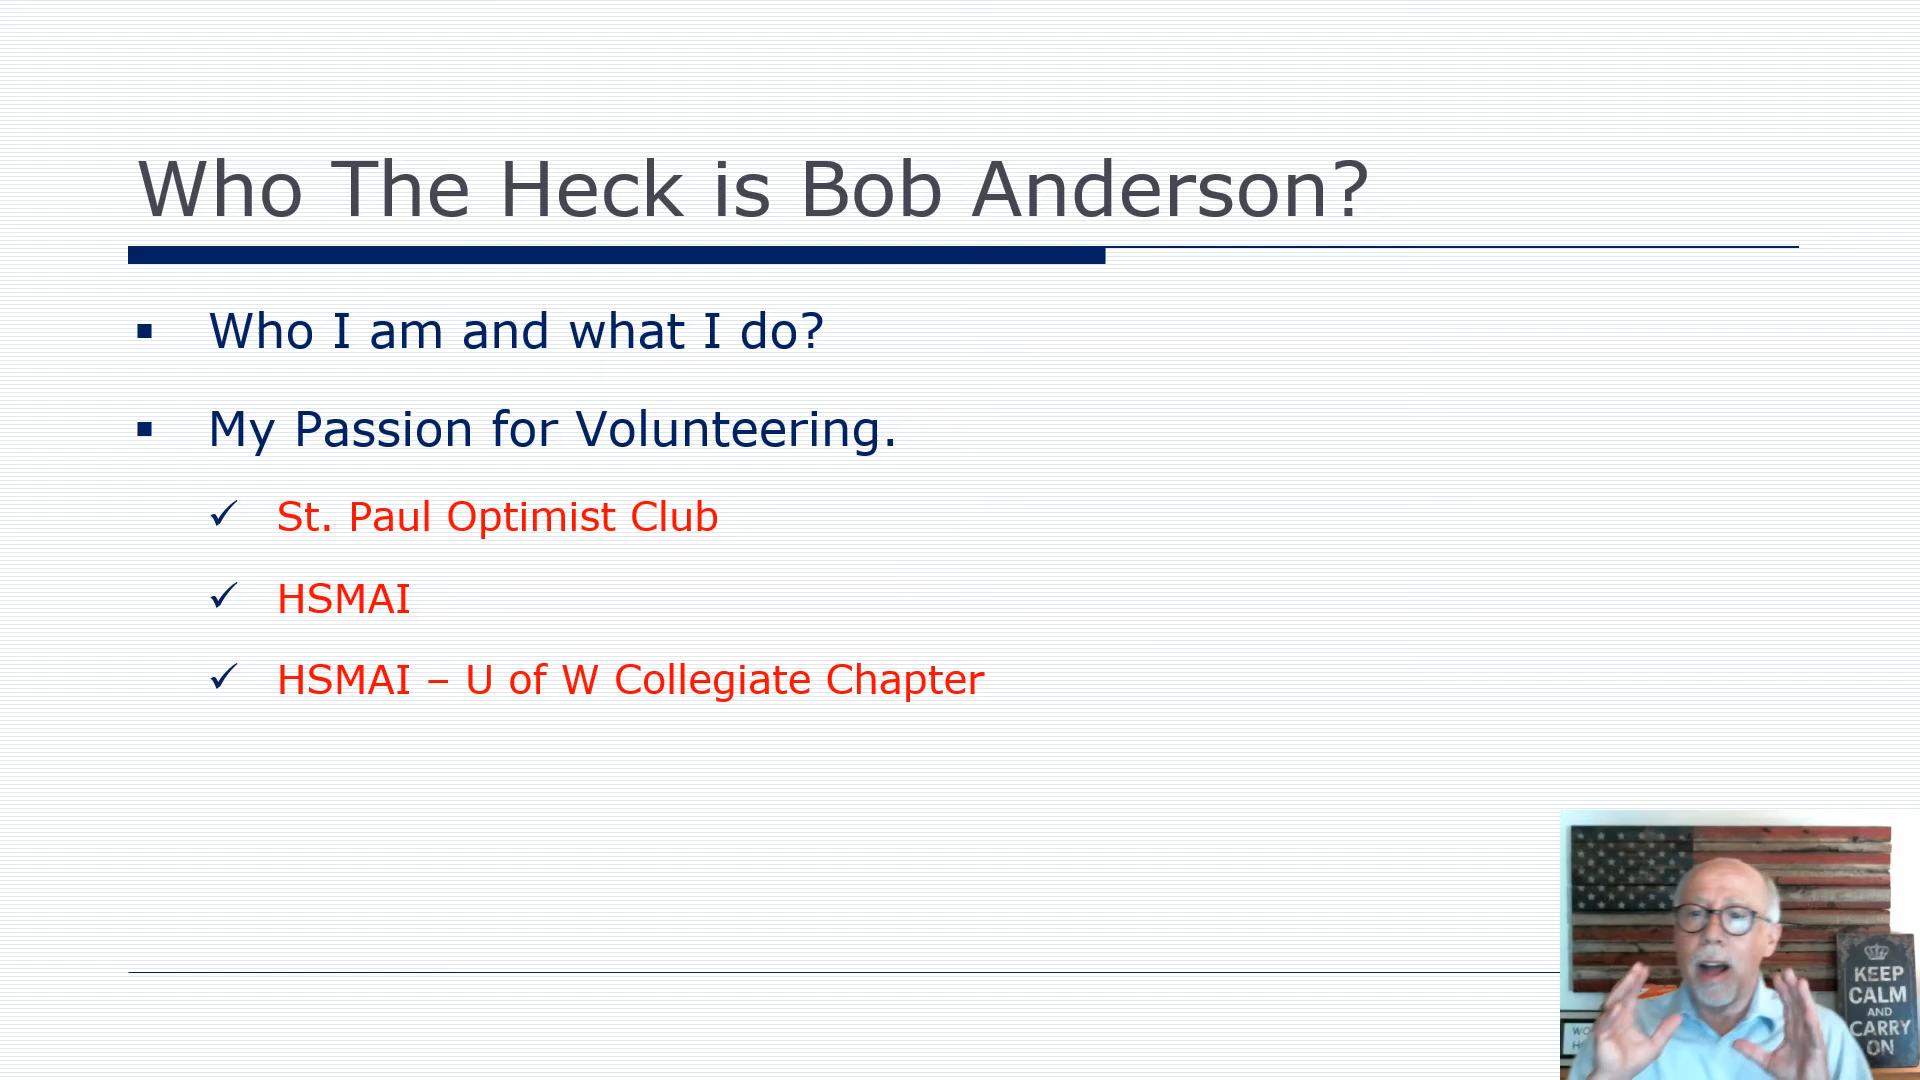 Who The Heck is Bob Anderson?
Who I am and what I do?
My Passion for Volunteering.
St. Paul Optimist Club
HSMAI
HSMAI – U of W Collegiate Chapter
KEEP
CALM
AND
CARRY
ON